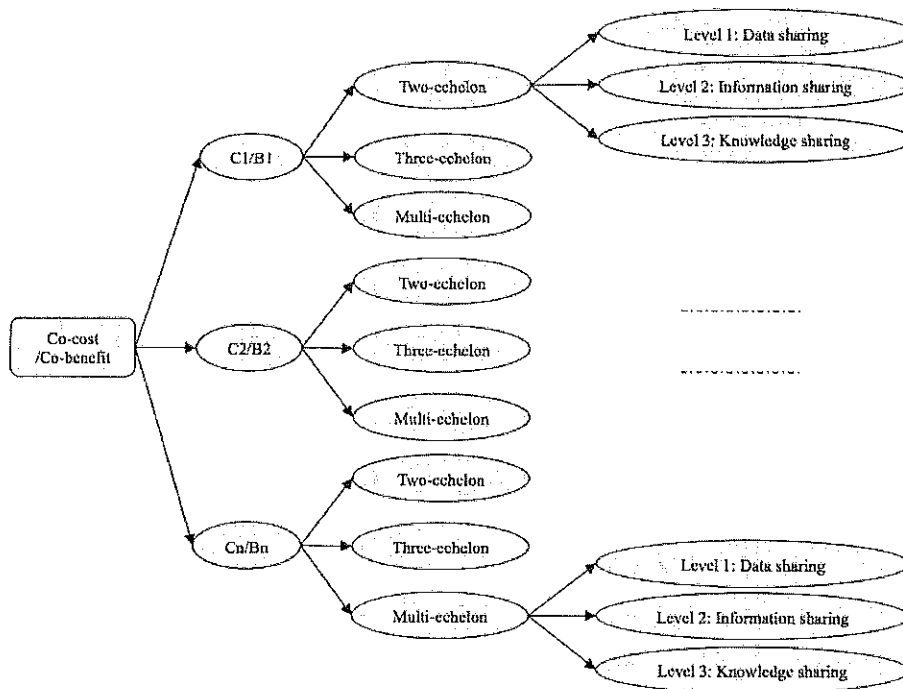 Level 1: Data sharing
Two-echelon
Level 2: Information sharing
Level 3: Knowledge sharing
C1/B1
Three-echelon
Multi-echelon
Two-echelon
Co-cost
/Co-benefit
C2/B2
Three-echelon
Multi-echelon
Two-echelon
Cn/Bn
Three-echelon
Level 1: Data sharing
Multi-echelon
Level 2: Information sharing
Level 3: Knowledge sharing